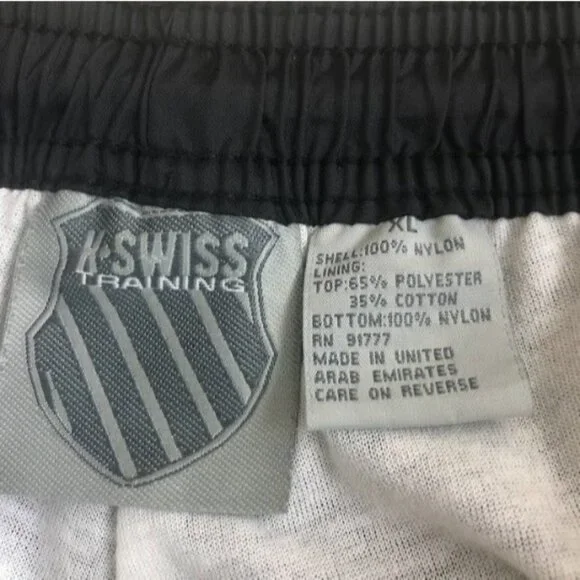 K·SWISS
TRAINING
XL
SHELL:100% NYLON
LINING:
TOP:65% POLYESTER
35% COTTON
BOTTOM:100% NYLON
RN 91777
MADE IN UNITED
ARAB EMIRATES
CARE ON REVERSE